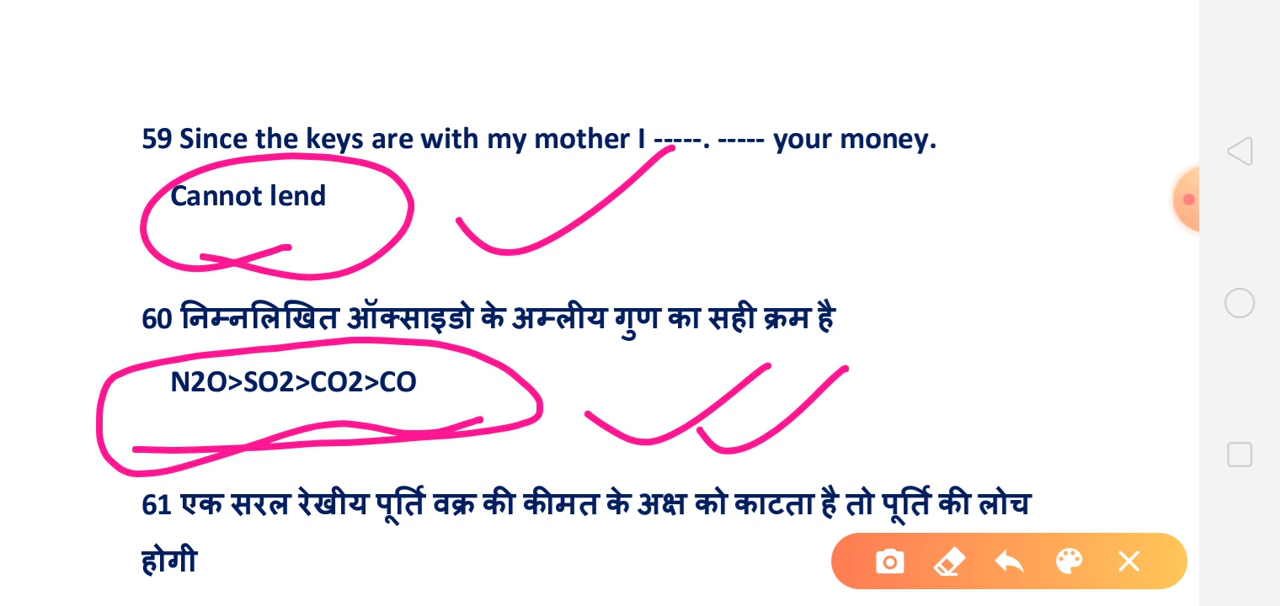 59 Since the keys are with my mother I -----. ----- your money.
Cannot lend
60 निम्नलिखित ऑक्साइडो के अम्लीय गुण का सही क्रम है
N2O>SO2>CO2>CO
61 एक सरल रेखीय पूर्ति वक्र की कीमत के अक्ष को काटता है तो पूर्ति की लोच
होगी